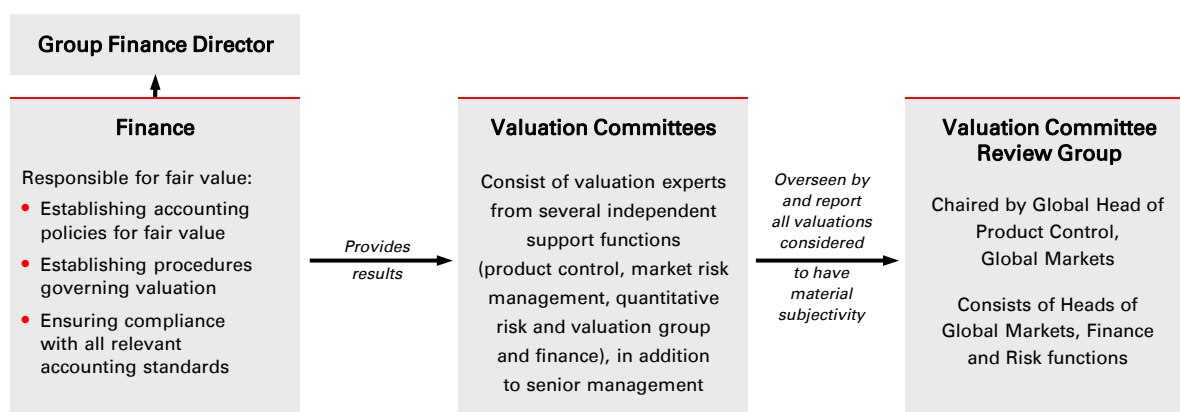 Group Finance Director
Finance
Responsible for fair value:
• Establishing accounting
policies for fair value
• Establishing procedures
governing valuation
• Ensuring compliance
with all relevant
accounting standards
Provides
results
Valuation Committees
Consist of valuation experts
from several independent
support functions
(product control, market risk
management, quantitative
risk and valuation group
and finance), in addition
to senior management
Overseen by
and report
all valuations
considered
to have
material
subjectivity
Valuation Committee
Review Group
Chaired by Global Head of
Product Control,
Global Markets
Consists of Heads of
Global Markets, Finance
and Risk functions